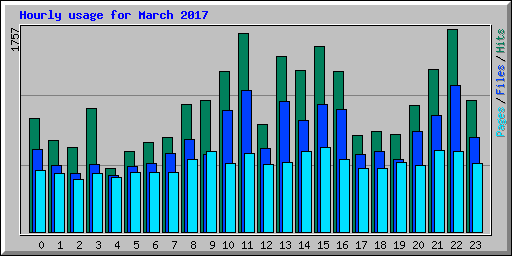 Hourly usage for March 2017
1757
Pages/Files/Hits
0 1 2 3 4 5 6 7 8 9 10 11 12 13 14 15 16 17 18 19 20 21 22 23